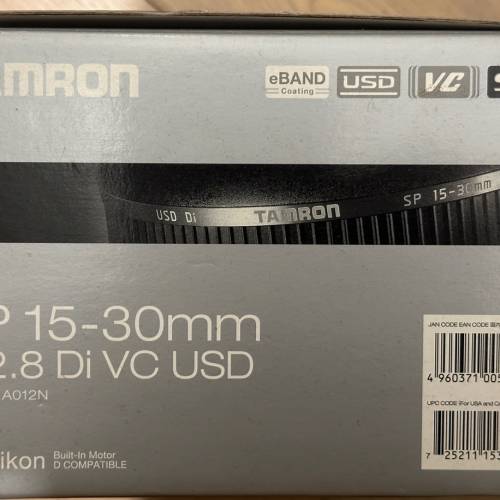 AMRON
eBAND
Coating
USD
VC
USD Di
TAMRON
SP 15-30mm
P 15-30mm
2.8 Di VC USD
A012N
JAN CODE EAN CODE
4 960371 005
UPC CODE (For USA and Ca
7 25211 153
ikon
Built-In Motor
D COMPATIBLE